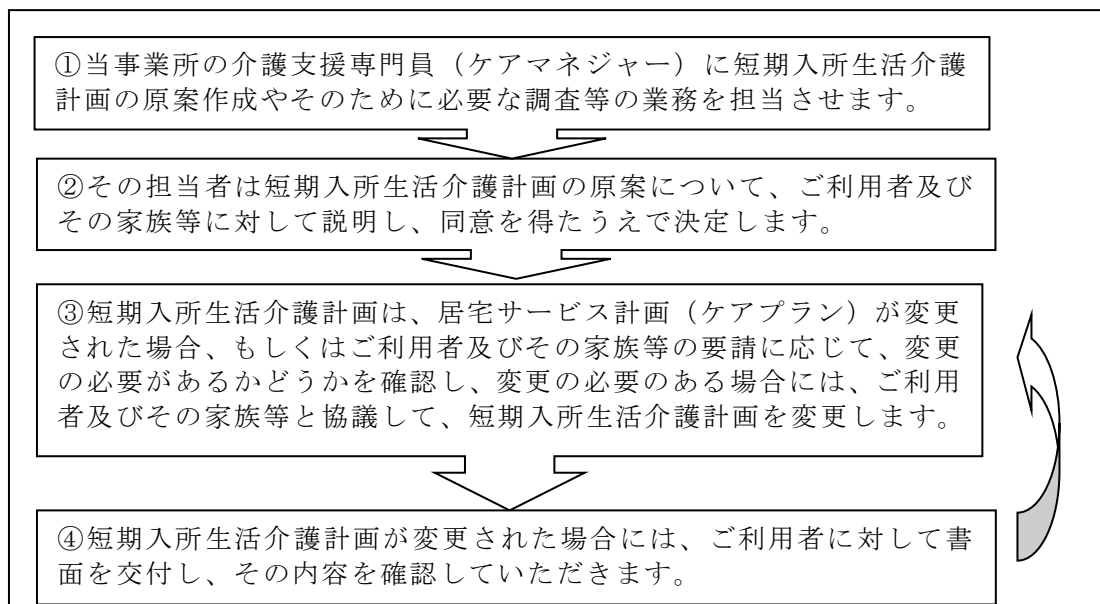 ①当事業所の介護支援専門員（ケアマネジャー）に短期入所生活介護
計画の原案作成やそのために必要な調査等の業務を担当させます。
②その担当者は短期入所生活介護計画の原案について、ご利用者及び
その家族等に対して説明し、同意を得たうえで決定します。
③短期入所生活介護計画は、居宅サービス計画（ケアプラン）が変更
された場合、もしくはご利用者及びその家族等の要請に応じて、変更
の必要があるかどうかを確認し、変更の必要のある場合には、ご利用
者及びその家族等と協議して、短期入所生活介護計画を変更します。
④短期入所生活介護計画が変更された場合には、ご利用者に対して書
面を交付し、その内容を確認していただきます。